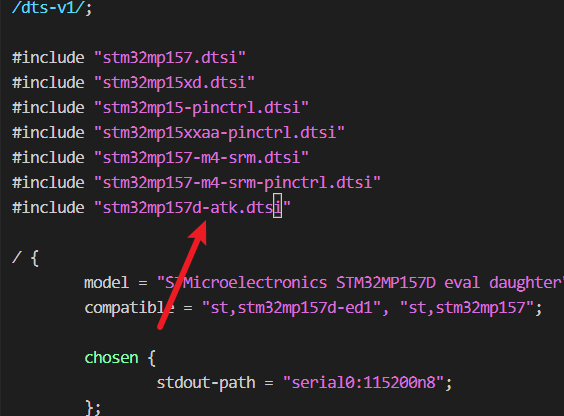 /dts-v1/;
#include "stm32mp157.dtsi"
#include "stm32mp15xd.dtsi"
#include "stm32mp15-pinctrl.dtsi"
#include "stm32mp15xxaa-pinctrl.dtsi"
#include "stm32mp157-m4-srm.dtsi"
#include "stm32mp157-m4-srm-pinctrl.dtsi"
#include "stm32mp157d-atk.dtsi"
/ {
model = "STMicroelectronics STM32MP157D eval daughter"
compatible = "st,stm32mp157d-ed1", "st,stm32mp157";
chosen {
stdout-path = "serial0:115200n8";
};